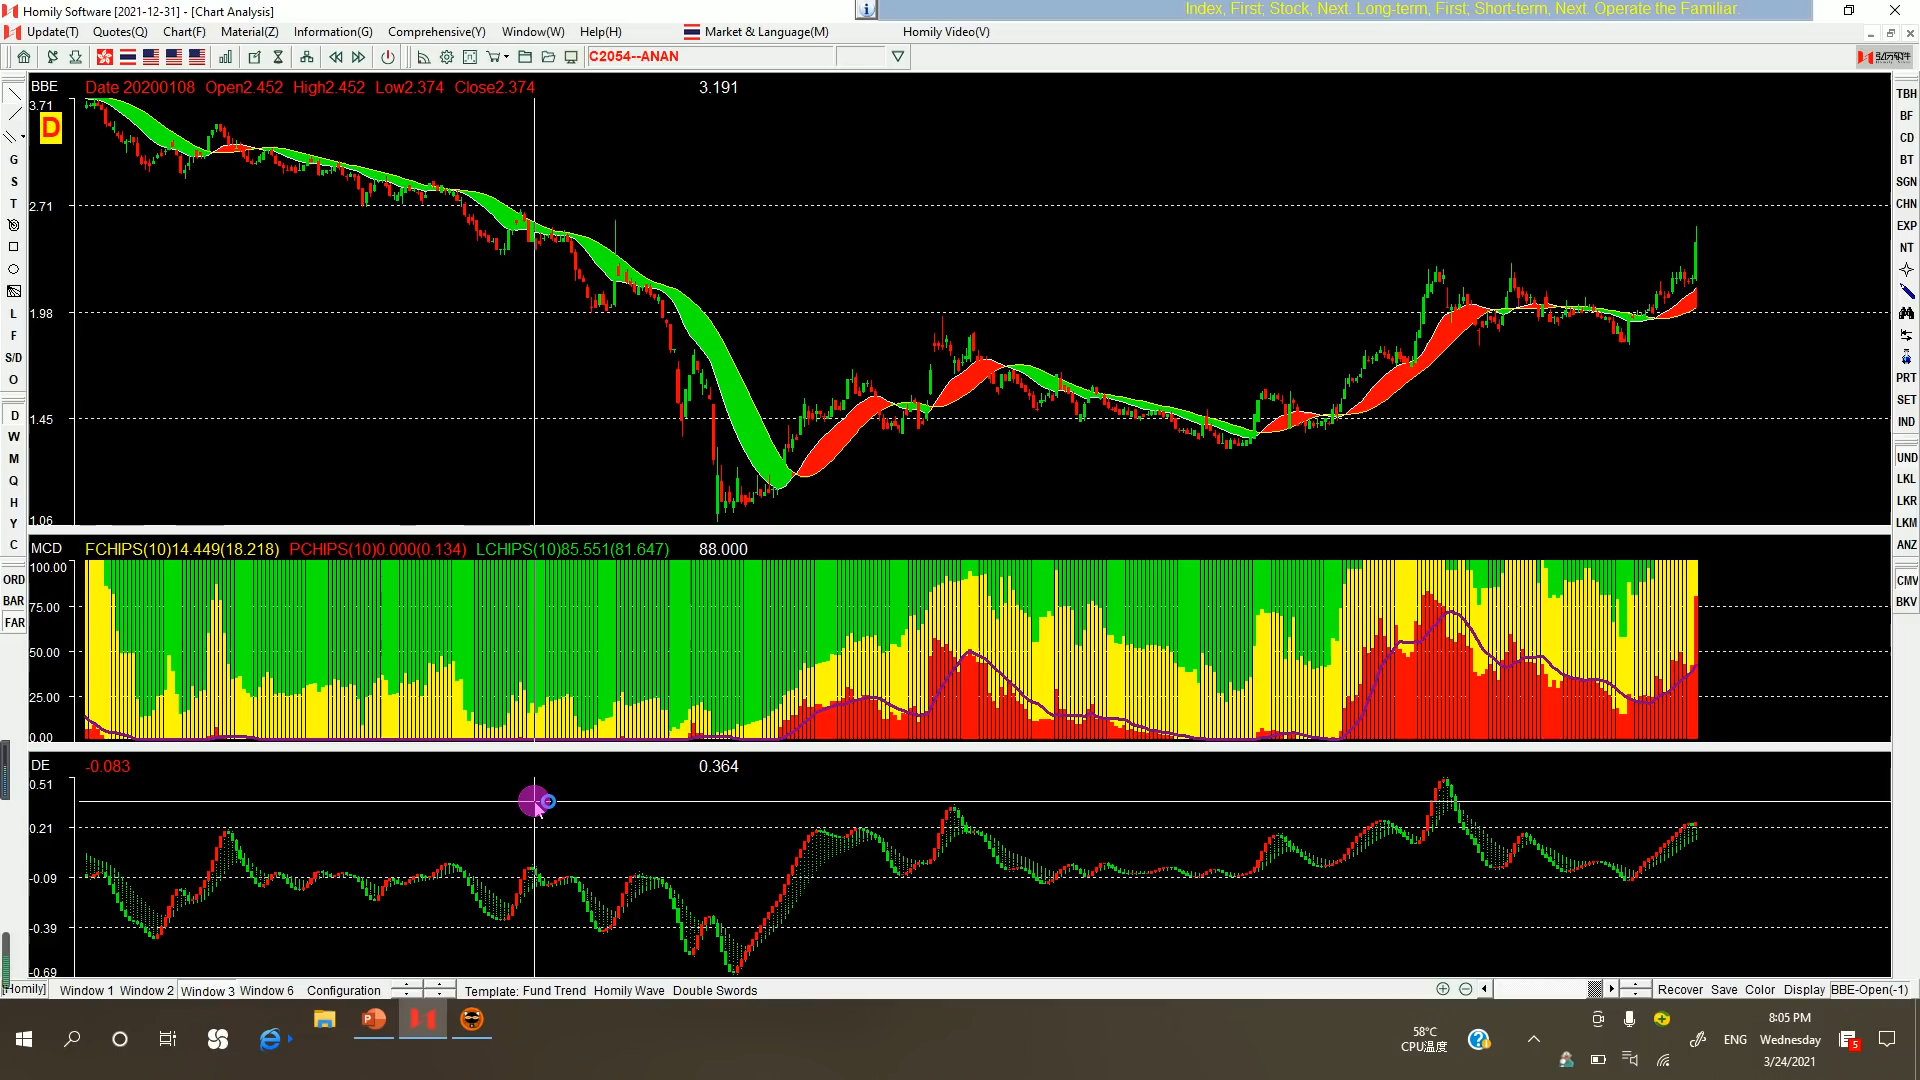 Homily Software [2021-12-31] - [Chart Analysis]
Index, First; Stock, Next. Long-term, First; Short-term, Next. Operate the Familiar.
Update(T) Quotes(Q) Chart(F) Material(Z) Information(G) Comprehensive(Y) Window(W) Help(H) Market & Language(M) Homily Video(V)
C2054--ANAN
BBE Date 20200108 Open2.452 High2.452 Low2.374 Close2.374 3.191
3.71
D
2.71
1.98
1.45
1.06
MCD FCHIPS(10)14.449(18.218) PCHIPS(10)0.000(0.134) LCHIPS(10)85.551(81.647) 88.000
100.00
75.00
50.00
25.00
0.00
DE -0.083 0.364
0.51
0.21
-0.09
-0.39
-0.69
G
S
T
L
F
S/D
O
D
W
M
Q
H
Y
C
ORD
BAR
FAR
TBH
BF
CD
BT
SGN
CHN
EXP
NT
PRT
SET
IND
UND
LKL
LKR
LKM
ANZ
CMV
BKV
[Homily] Window 1 Window 2 Window 3 Window 6 Configuration Template: Fund Trend Homily Wave Double Swords Recover Save Color Display BBE-Open(-1)
58°C
CPU温度
ENG
8:05 PM
Wednesday
3/24/2021
5